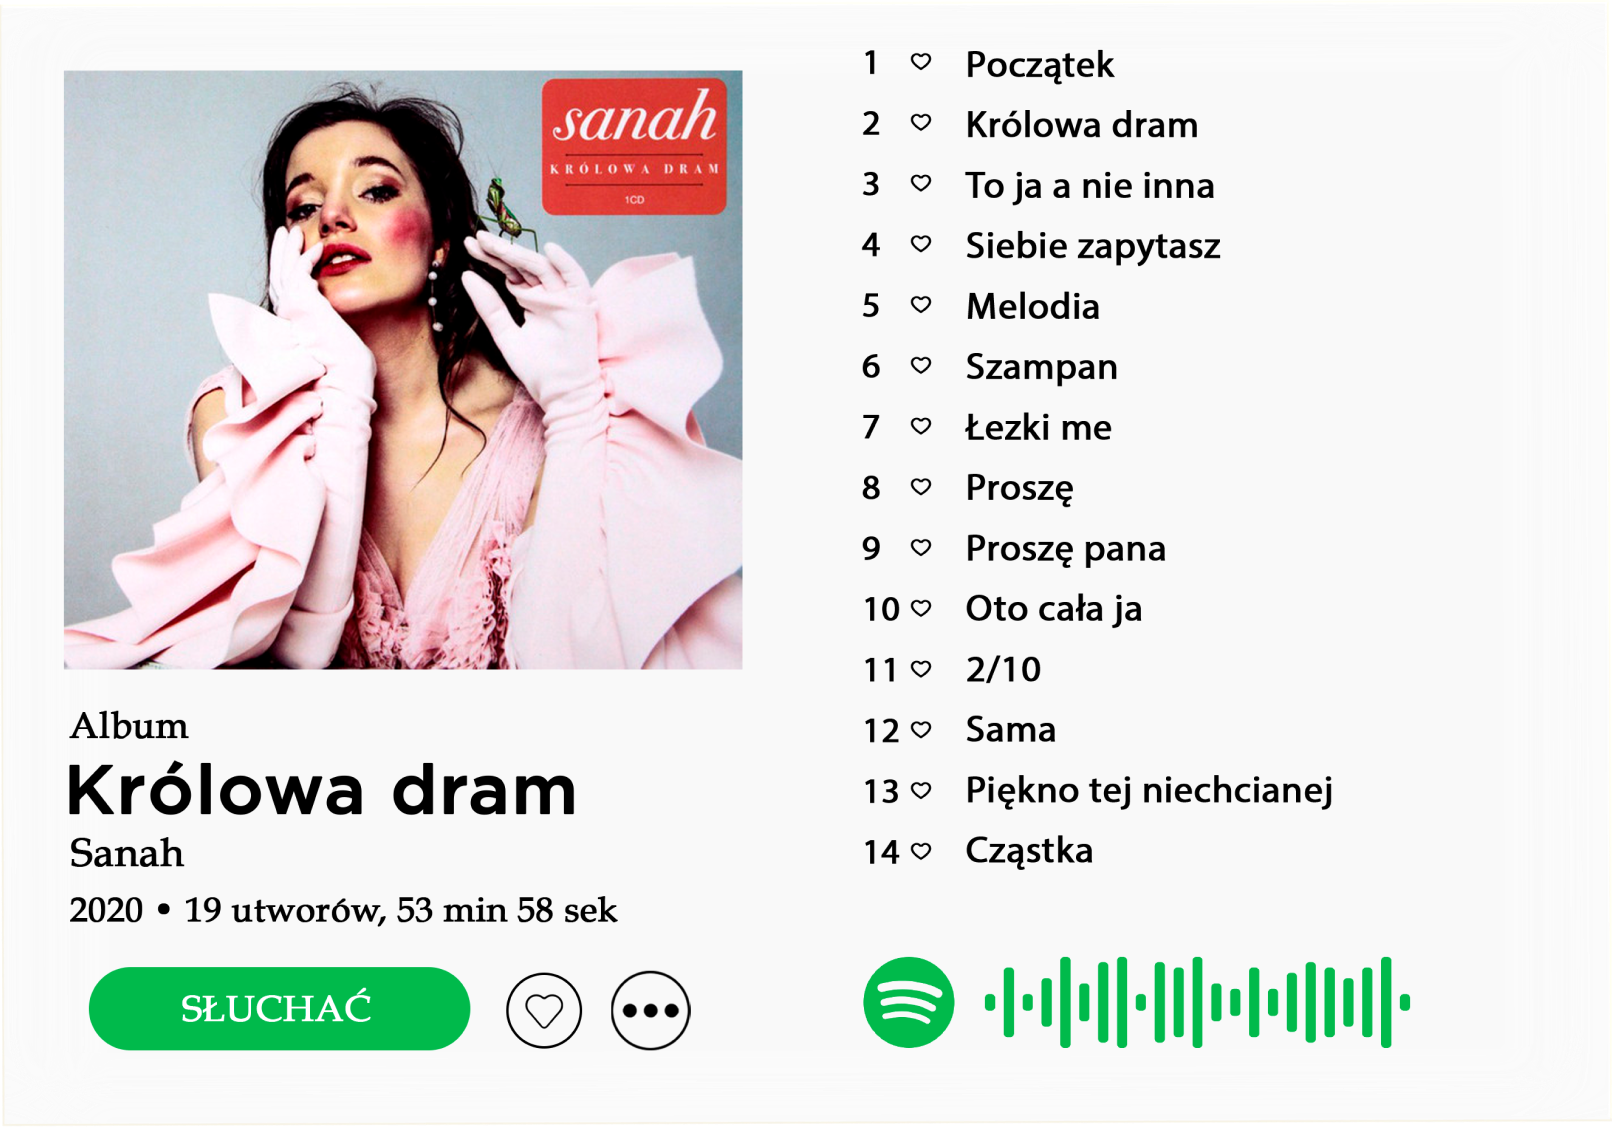 sanah
KRÓLOWA DRAM
1CD
Album
Królowa dram
Sanah
2020 • 19 utworów, 53 min 58 sek
SŁUCHAĆ
1 Początek
2 Królowa dram
3 To ja a nie inna
4 Siebie zapytasz
5 Melodia
6 Szampan
7 Łezki me
8 Proszę
9 Proszę pana
10 Oto cała ja
11 2/10
12 Sama
13 Piękno tej niechcianej
14 Cząstka